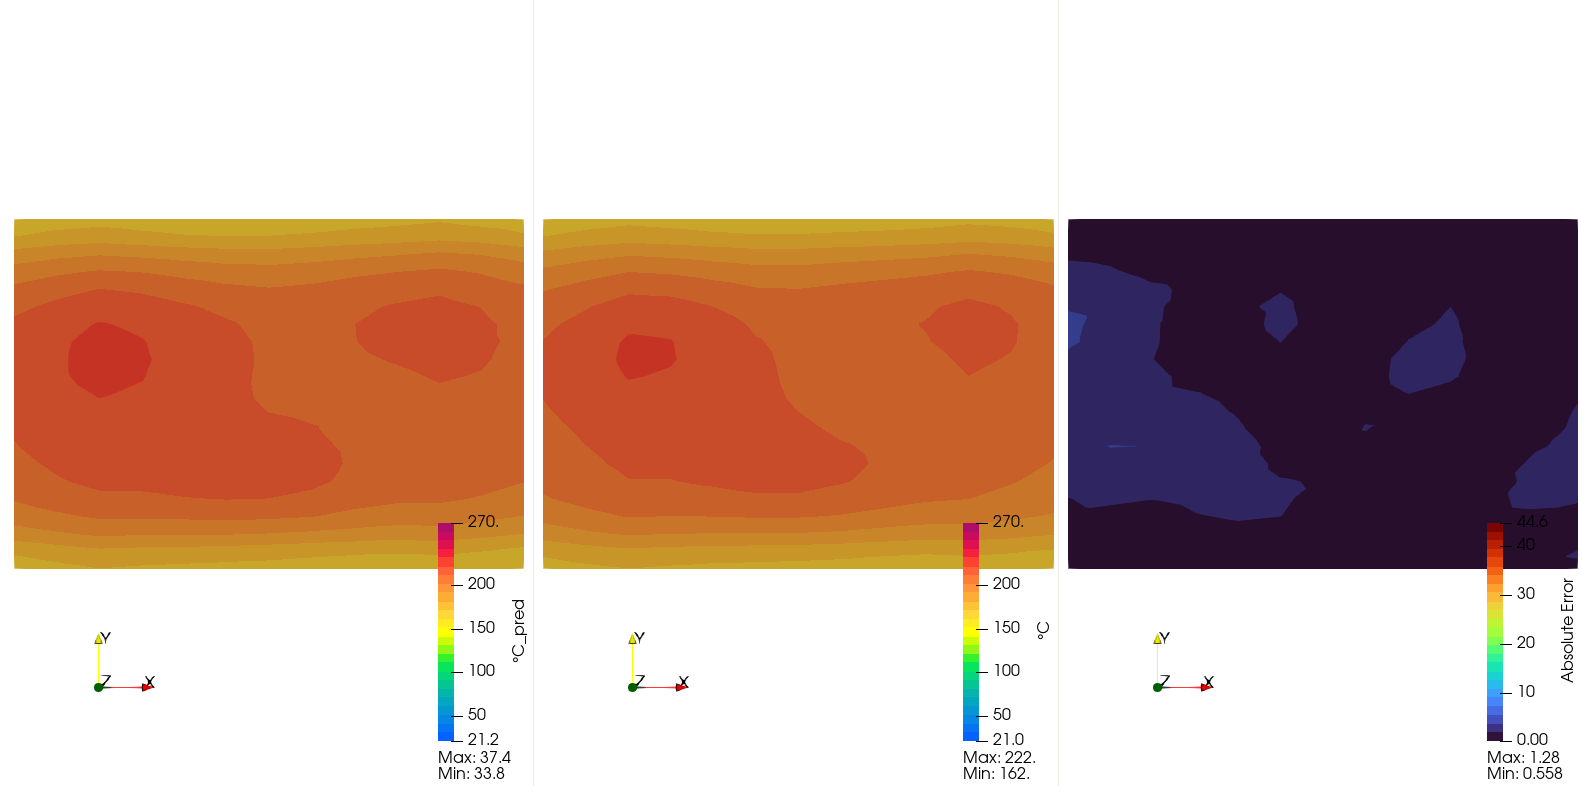 270.
200
150
100
50
21.2
°C_pred
Max: 37.4
Min: 33.8
Y
Z
X
270.
200
150
100
50
21.0
°C
Max: 222.
Min: 162.
Y
Z
X
44.6
40
30
20
10
0.00
Absolute Error
Max: 1.28
Min: 0.558
Y
Z
X